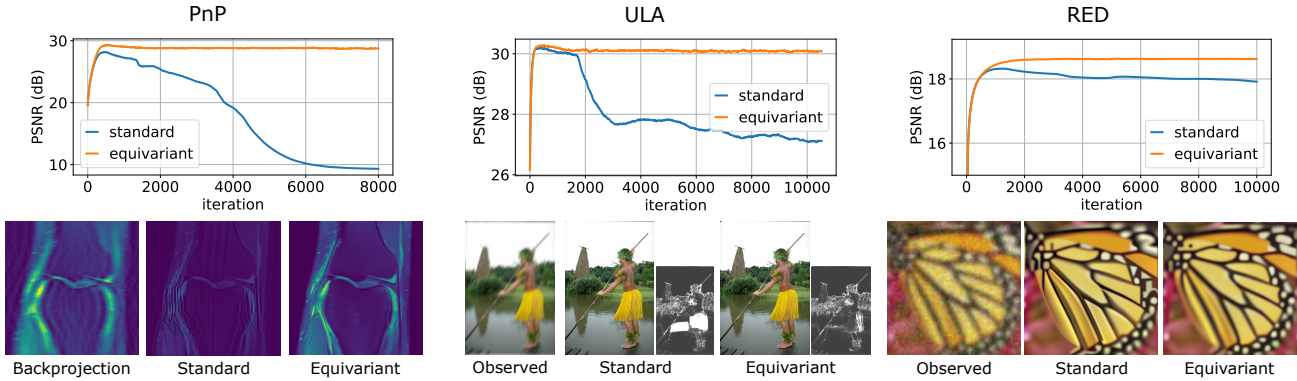 PnP
ULA
RED
30
20
10
PSNR (dB)
standard
equivariant
0
2000
4000
6000
8000
iteration
30
28
26
PSNR (dB)
standard
equivariant
0
2000
4000
6000
8000
10000
iteration
18
16
PSNR (dB)
standard
equivariant
0
2000
4000
6000
8000
10000
iteration
Backprojection
Standard
Equivariant
Observed
Standard
Equivariant
Observed
Standard
Equivariant